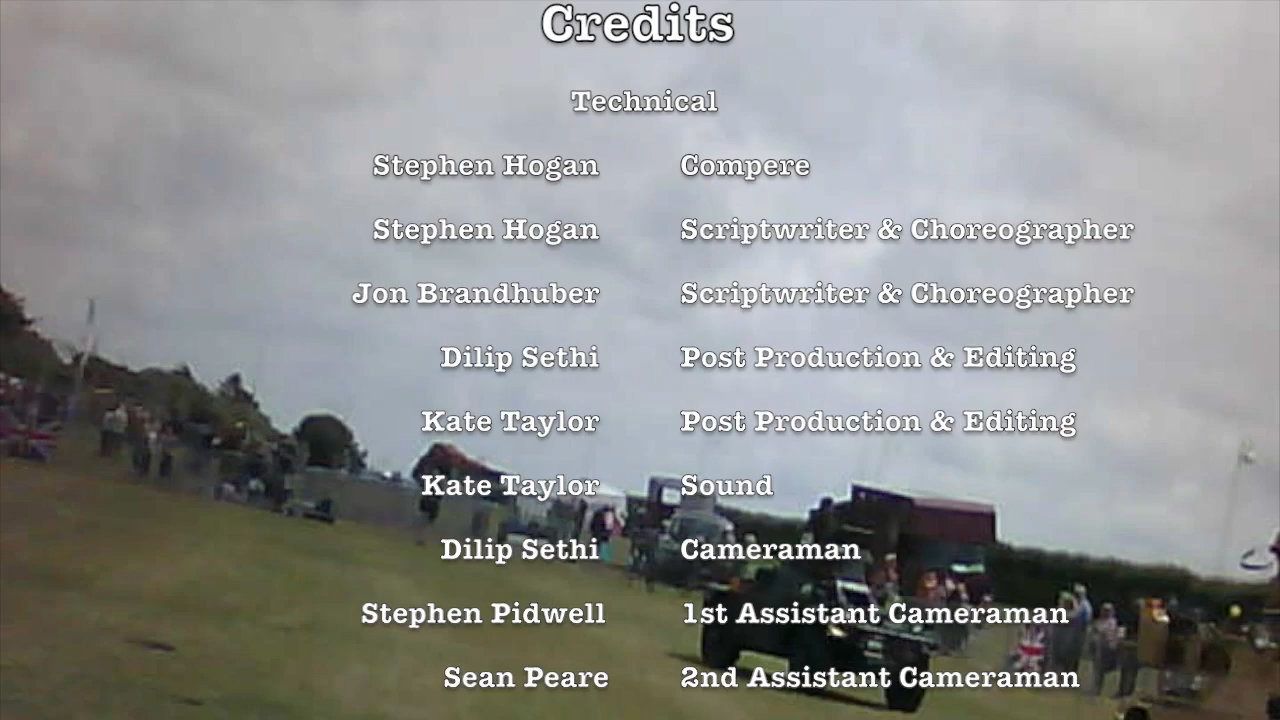 Credits
Technical
Stephen Hogan Compere
Stephen Hogan Scriptwriter & Choreographer
Jon Brandhuber Scriptwriter & Choreographer
Dilip Sethi Post Production & Editing
Kate Taylor Post Production & Editing
Kate Taylor Sound
Dilip Sethi Cameraman
Stephen Pidwell 1st Assistant Cameraman
Sean Peare 2nd Assistant Cameraman